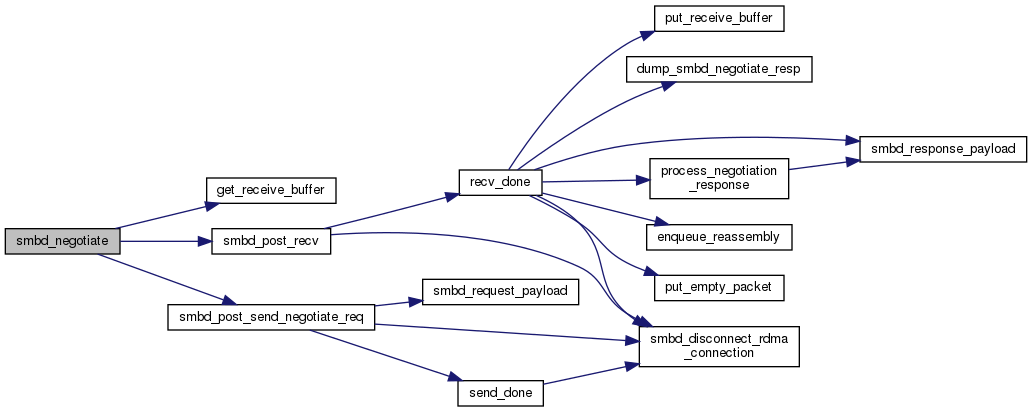 put_receive_buffer
dump_smbd_negotiate_resp
smbd_response_payload
recv_done
process_negotiation
_response
get_receive_buffer
smbd_negotiate
smbd_post_recv
enqueue_reassembly
put_empty_packet
smbd_request_payload
smbd_post_send_negotiate_req
smbd_disconnect_rdma
_connection
send_done